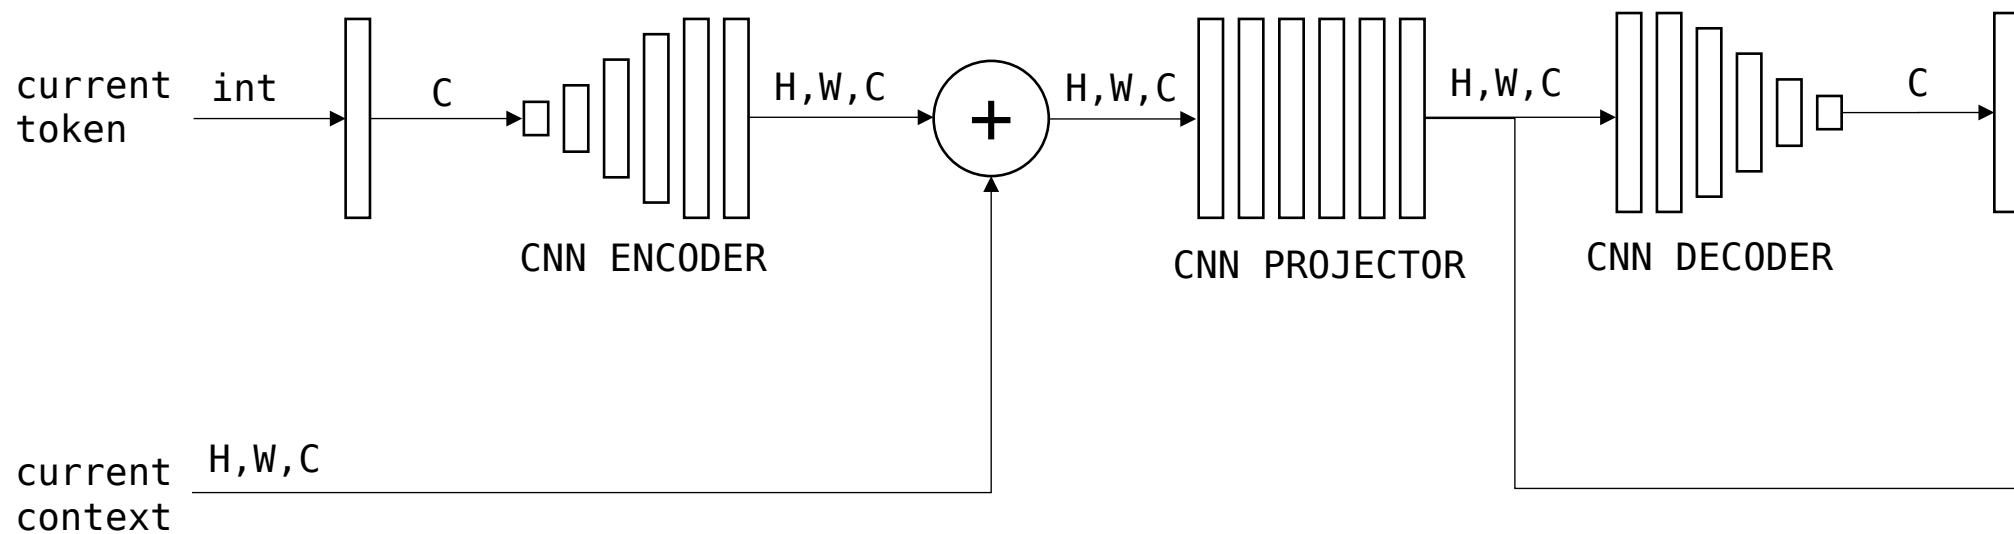 current
token
int
C
H,W,C
+
H,W,C
H,W,C
C
CNN ENCODER
CNN PROJECTOR
CNN DECODER
current
context
H,W,C